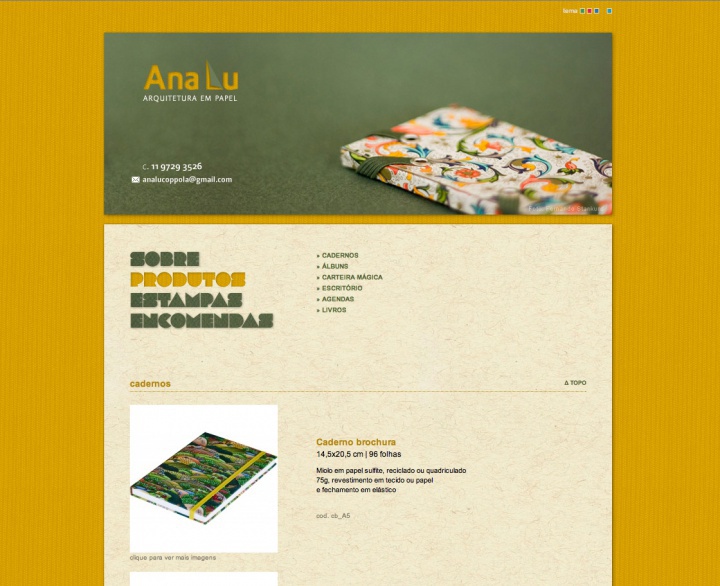 tema
Ana Lu
ARQUITETURA EM PAPEL
C. 11 9729 3526
analucoppola@gmail.com
SOBRE
PRODUTOS
ESTAMPAS
ENCOMENDAS
» CADERNOS
» ÁLBUNS
» CARTEIRA MÁGICA
» ESCRITÓRIO
» AGENDAS
» LIVROS
cadernos
Δ TOPO
Caderno brochura
14,5x20,5 cm | 96 folhas
Miolo em papel sulfite, reciclado ou quadriculado
75g, revestimento em tecido ou papel
e fechamento em elástico
cod. cb_A5
clique para ver mais imagens